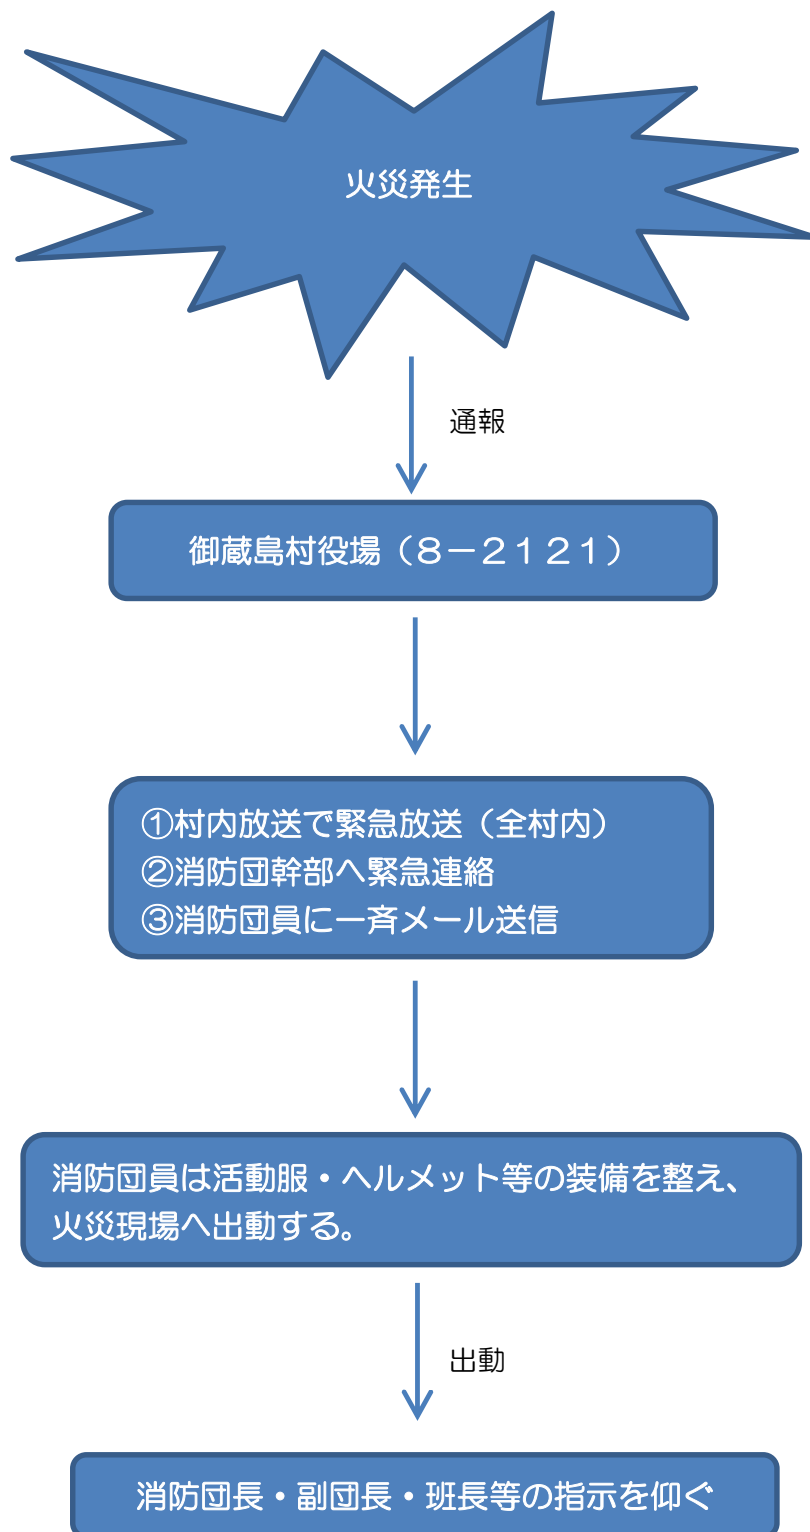 火災発生
通報
御蔵島村役場（８－２１２１）
①村内放送で緊急放送（全村内）
②消防団幹部へ緊急連絡
③消防団員に一斉メール送信
消防団員は活動服・ヘルメット等の装備を整え、
火災現場へ出動する。
出動
消防団長・副団長・班長等の指示を仰ぐ